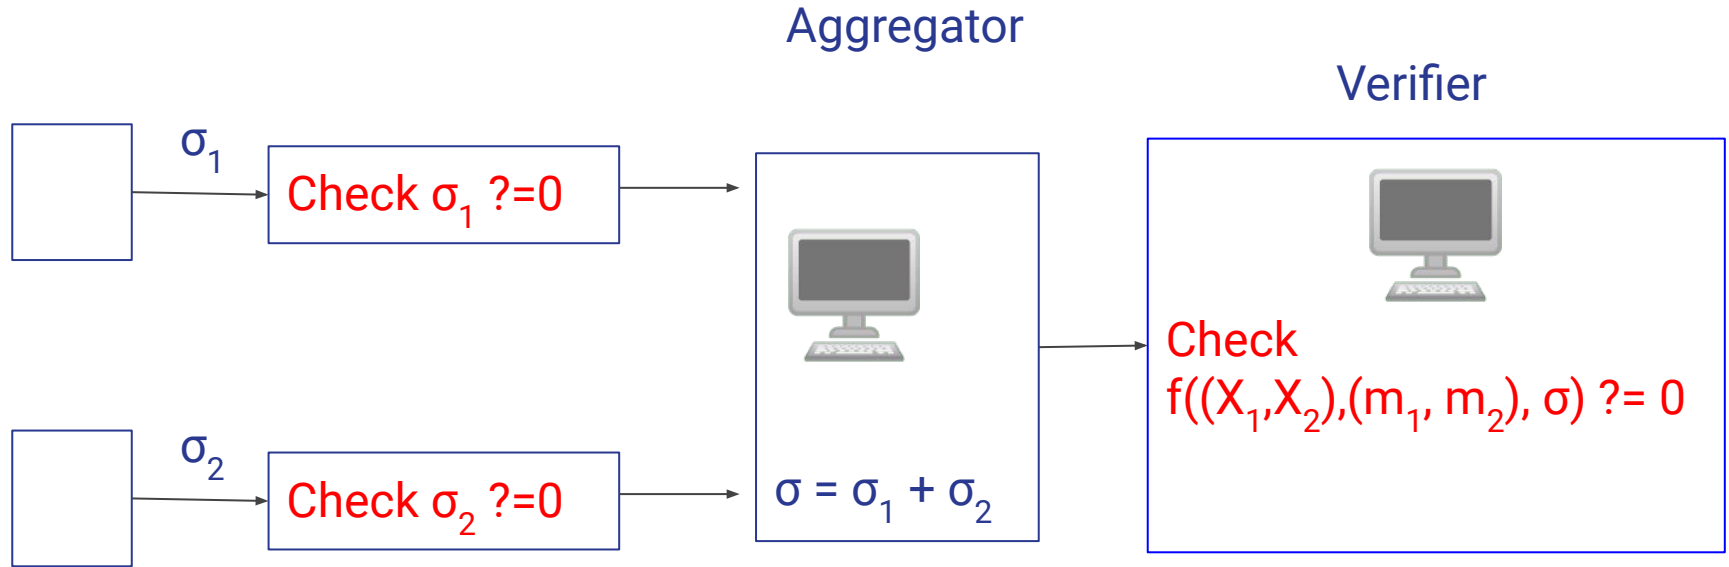 Aggregator
Verifier
σ₁
Check σ₁ ?=0
σ₂
Check σ₂ ?=0
σ = σ₁ + σ₂
Check
f((X₁,X₂),(m₁, m₂), σ) ?= 0